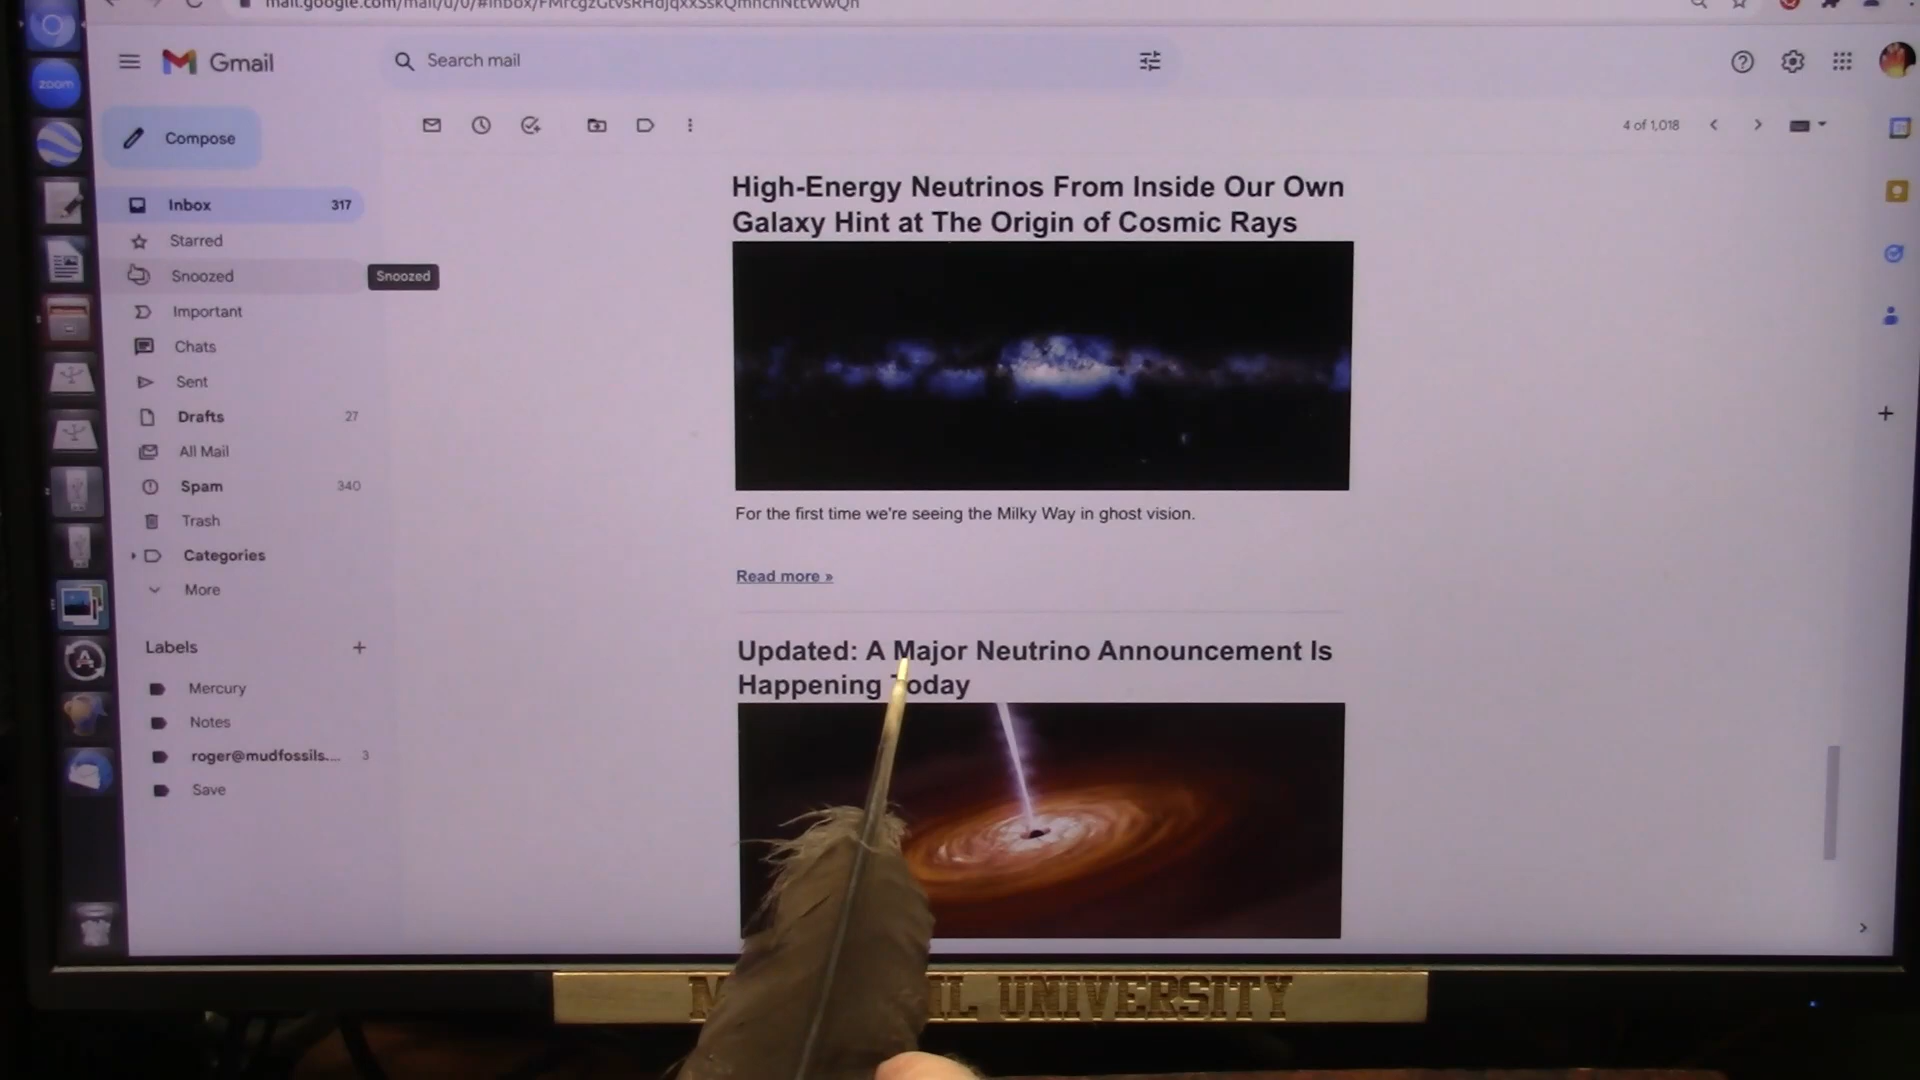 Gmail
Search mail
zoom
Compose
4 of 1,018
Inbox 317
Starred
Snoozed
Snoozed
Important
Chats
Sent
Drafts 27
All Mail
Spam 340
Trash
Categories
More
Labels
Mercury
Notes
roger@mudfossils.... 3
Save
High-Energy Neutrinos From Inside Our Own
Galaxy Hint at The Origin of Cosmic Rays
For the first time we're seeing the Milky Way in ghost vision.
Read more »
Updated: A Major Neutrino Announcement Is
Happening Today
UNIVERSITY